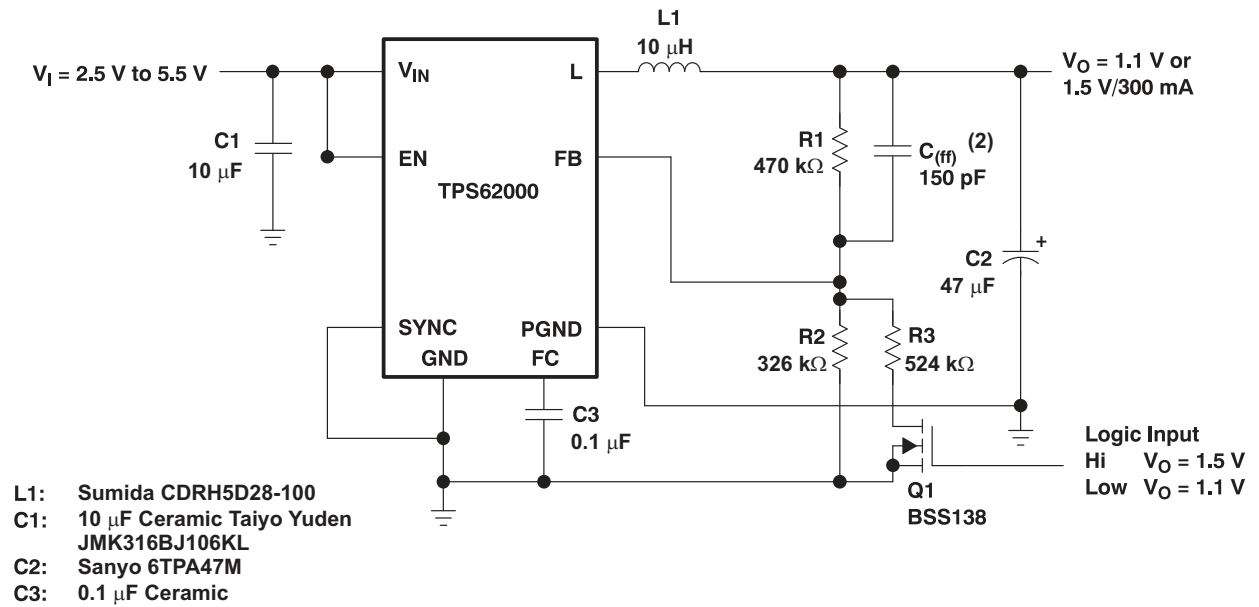 L1
10 μH
V_I = 2.5 V to 5.5 V
V_IN
L
V_O = 1.1 V or
1.5 V/300 mA
C1
10 μF
EN
FB
TPS62000
R1
470 kΩ
C_(ff) (2)
150 pF
C2
47 μF
+
SYNC
PGND
GND
FC
R2
326 kΩ
R3
524 kΩ
C3
0.1 μF
Q1
BSS138
Logic Input
Hi V_O = 1.5 V
Low V_O = 1.1 V
L1: Sumida CDRH5D28-100
C1: 10 μF Ceramic Taiyo Yuden
JMK316BJ106KL
C2: Sanyo 6TPA47M
C3: 0.1 μF Ceramic